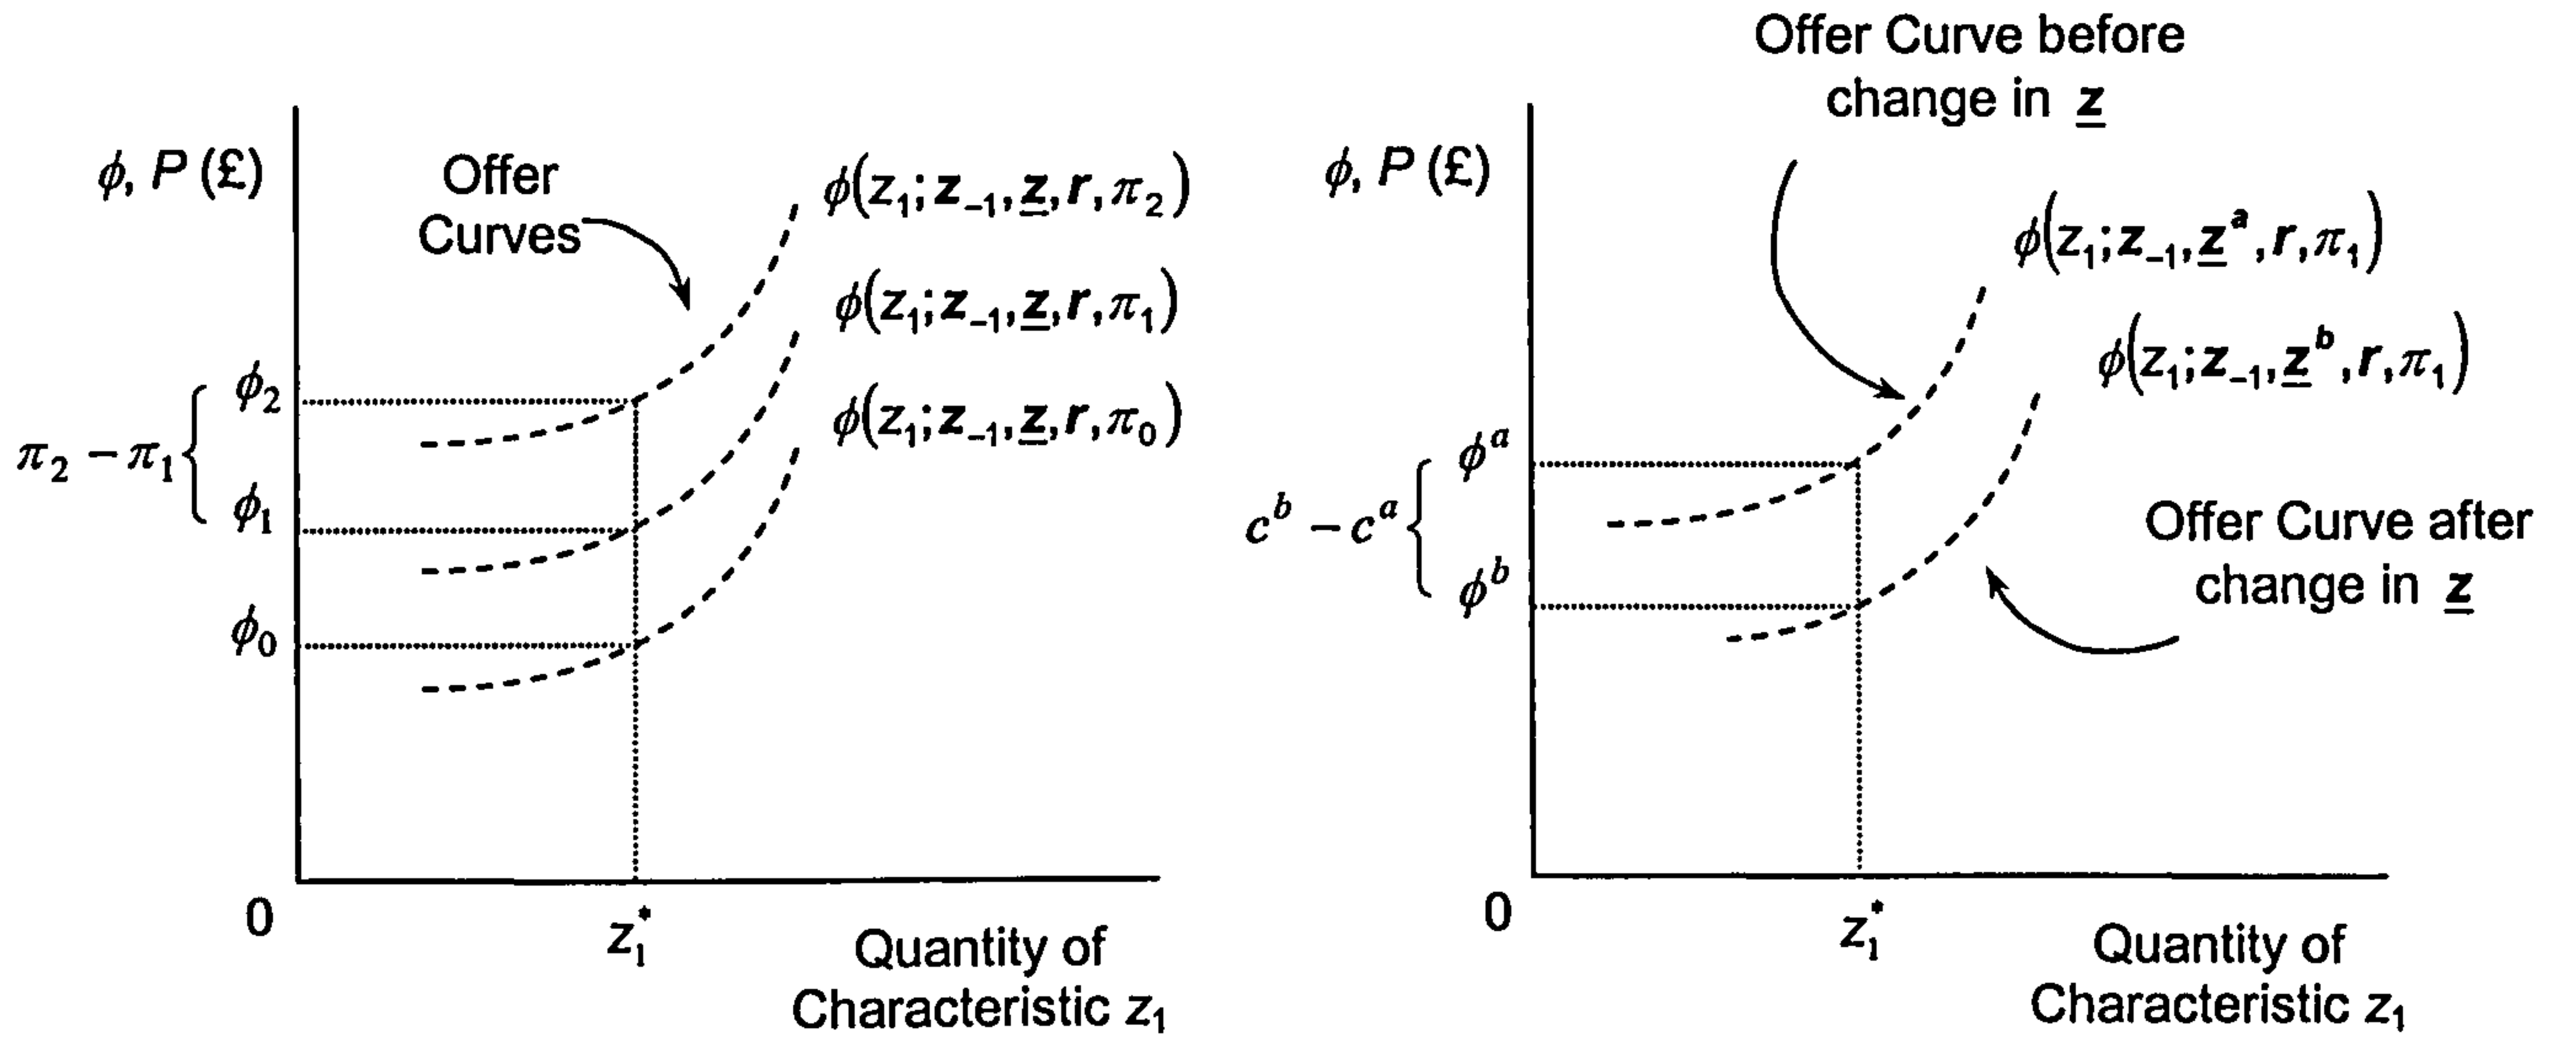 ϕ, P (£)
Offer
Curves
ϕ(z₁; z₋₁, z̲, r, π₂)
ϕ(z₁; z₋₁, z̲, r, π₁)
ϕ(z₁; z₋₁, z̲, r, π₀)
ϕ₂
π₂ − π₁
ϕ₁
ϕ₀
0
z₁*
Quantity of
Characteristic z₁
Offer Curve before
change in z̲
ϕ, P (£)
ϕ(z₁; z₋₁, z̲ᵃ, r, π₁)
ϕ(z₁; z₋₁, z̲ᵇ, r, π₁)
ϕᵃ
cᵇ − cᵃ
ϕᵇ
Offer Curve after
change in z̲
0
z₁*
Quantity of
Characteristic z₁